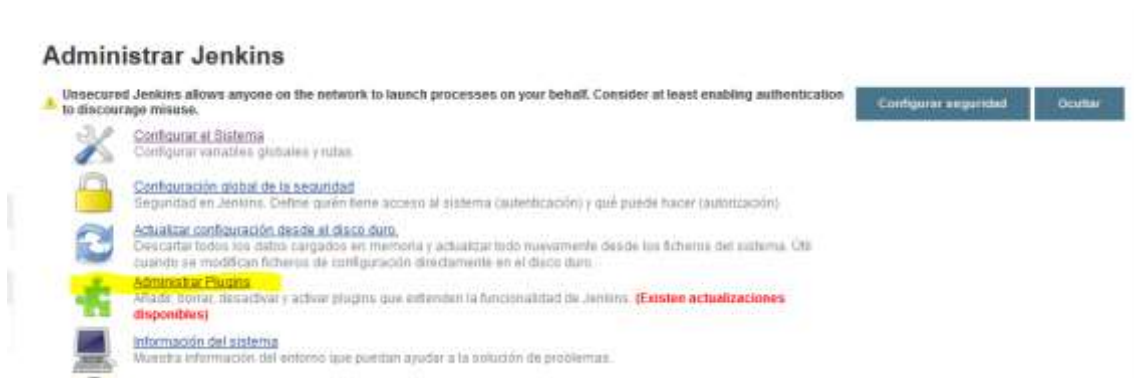 Administrar Jenkins
Unsecured Jenkins allows anyone on the network to launch processes on your behalf. Consider at least enabling authentication
to discourage misuse.
Configurar seguridad
Ocultar
Configurar el Sistema
Configurar variables globales y rutas.
Configuración global de la seguridad
Seguridad en Jenkins. Define quién tiene acceso al sistema (autenticación) y qué puede hacer (autorización)
Actualizar configuración desde el disco duro.
Descartar todos los datos cargados en memoria y actualizar todo nuevamente desde los ficheros del sistema. Útil
cuando se modifican ficheros de configuración directamente en el disco duro.
Administrar Plugins
Añadir, borrar, desactivar y activar plugins que extienden la funcionalidad de Jenkins. (Existen actualizaciones
disponibles)
Información del sistema
Muestra información del entorno que puedan ayudar a la solución de problemas.